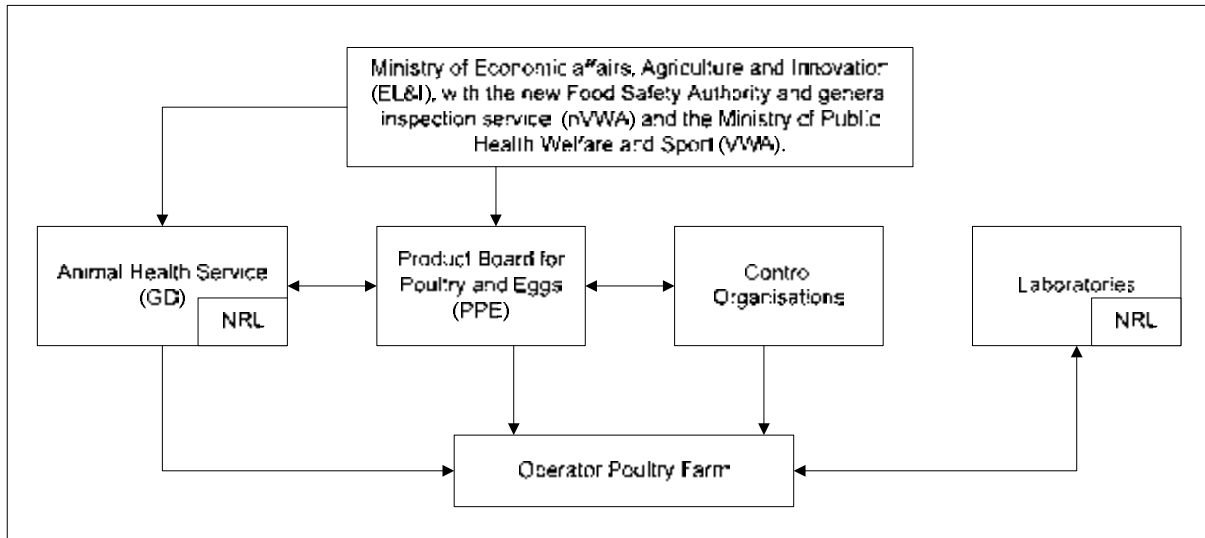 Ministry of Economic affairs, Agriculture and Innovation
(EL&I), with the new Food Safety Authority and genera
inspection service (nVWA) and the Ministry of Public
Health Welfare and Sport (VWA).
Animal Health Service
(GD)
NRL
Product Board for
Poultry and Eggs
(PPE)
Contro
Organisations
Laboratories
NRL
Operator Poultry Farm